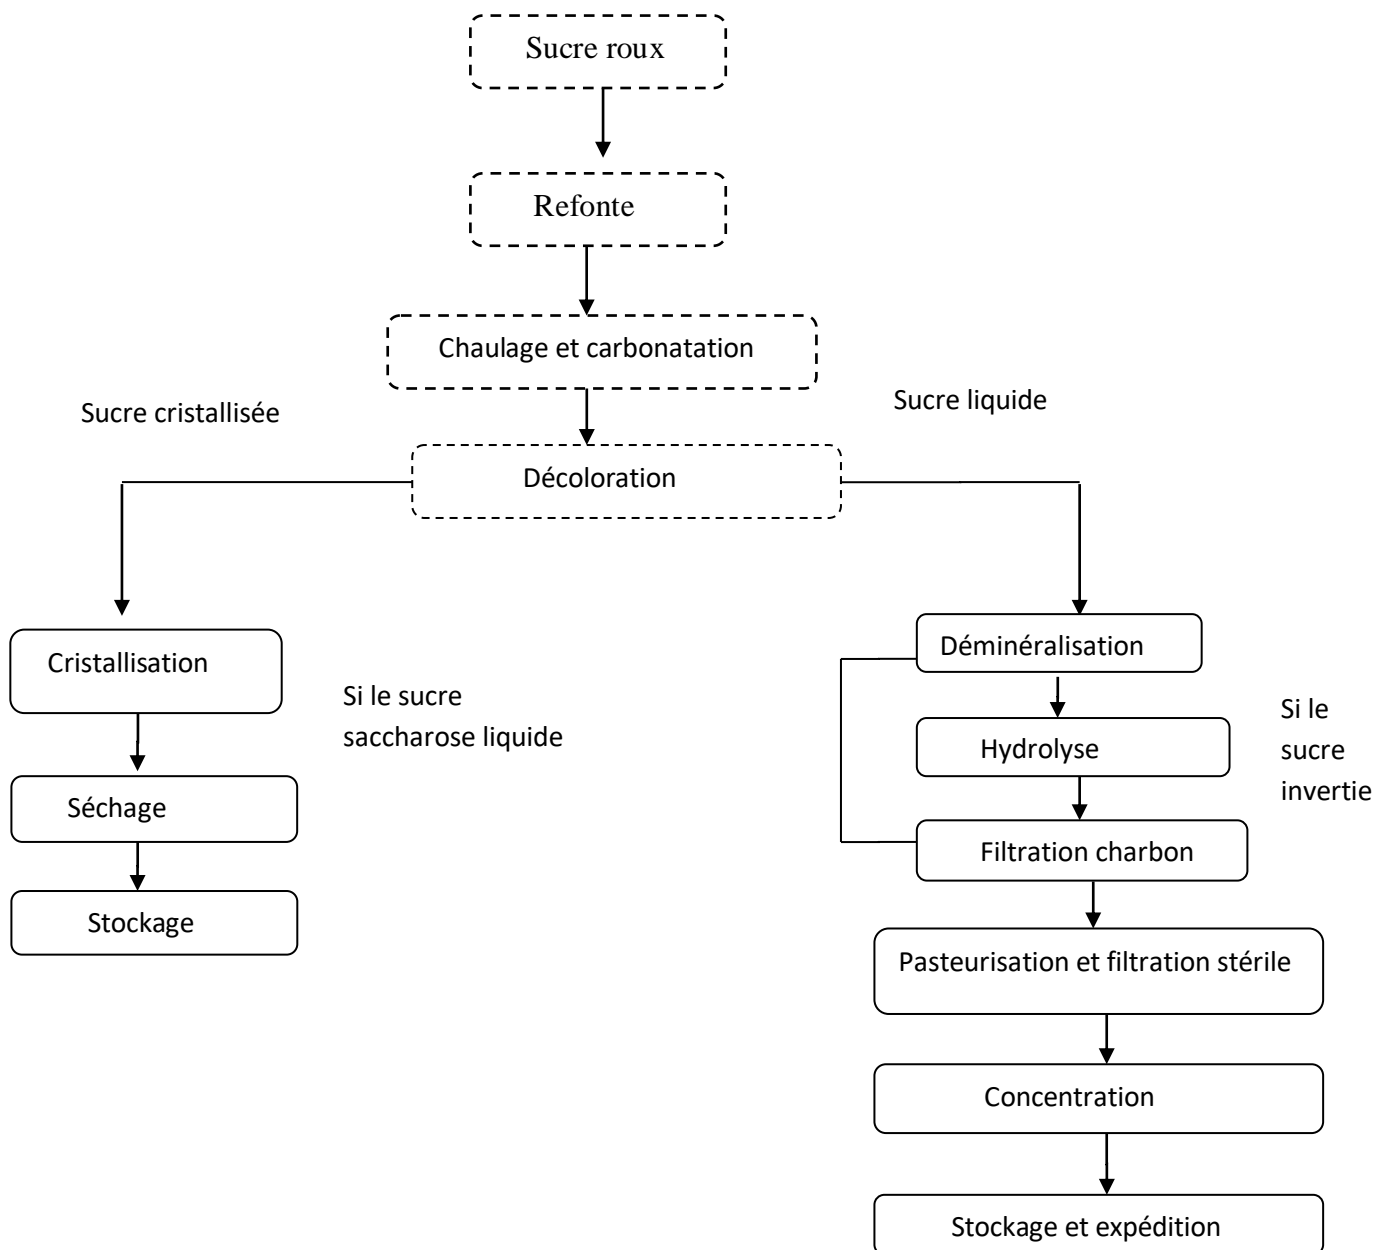 Sucre roux
Refonte
Chaulage et carbonatation
Sucre cristallisée
Sucre liquide
Décoloration
Cristallisation
Séchage
Stockage
Si le sucre
saccharose liquide
Déminéralisation
Hydrolyse
Filtration charbon
Si le
sucre
invertie
Pasteurisation et filtration stérile
Concentration
Stockage et expédition